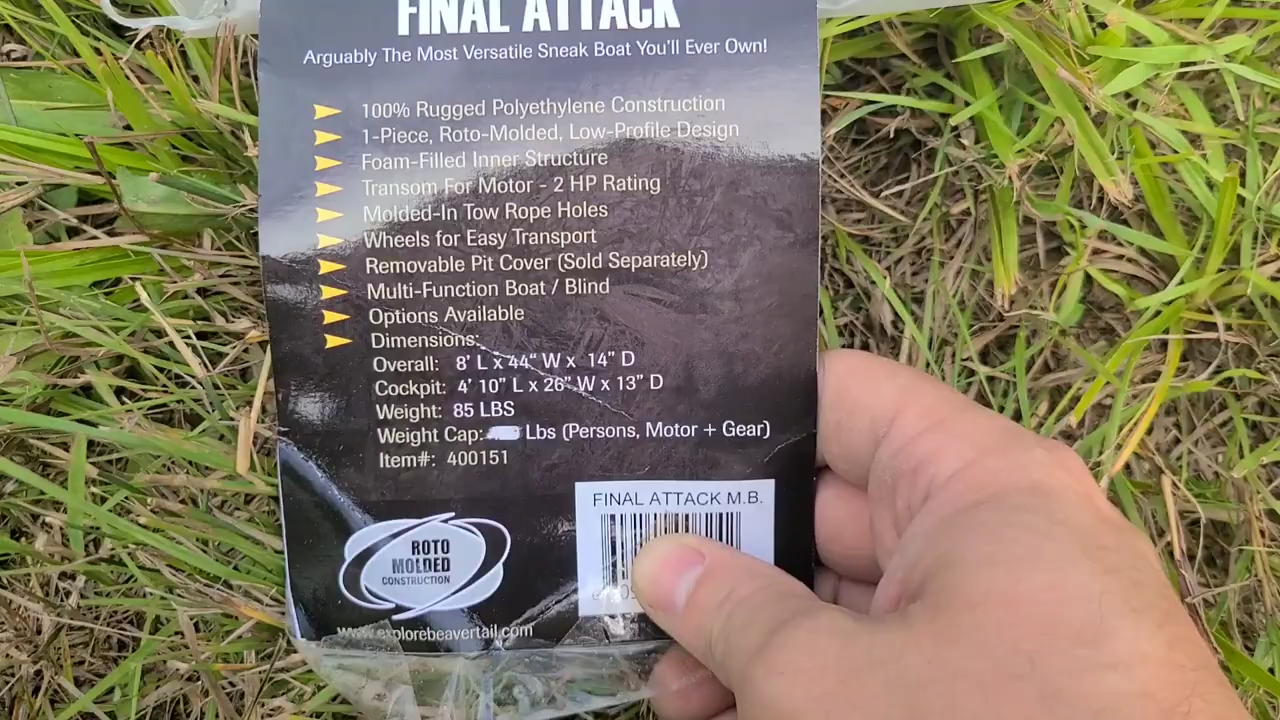 FINAL ATTACK
Arguably The Most Versatile Sneak Boat You'll Ever Own!
100% Rugged Polyethylene Construction
1-Piece, Roto-Molded, Low-Profile Design
Foam-Filled Inner Structure
Transom For Motor - 2 HP Rating
Molded-In Tow Rope Holes
Wheels for Easy Transport
Removable Pit Cover (Sold Separately)
Multi-Function Boat / Blind
Options Available
Dimensions:
Overall: 8' L x 44" W x 14" D
Cockpit: 4' 10" L x 26" W x 13" D
Weight: 85 LBS
Weight Cap: Lbs (Persons, Motor + Gear)
Item#: 400151
FINAL ATTACK M.B.
ROTO
MOLDED
CONSTRUCTION
www.explorebeavertail.com